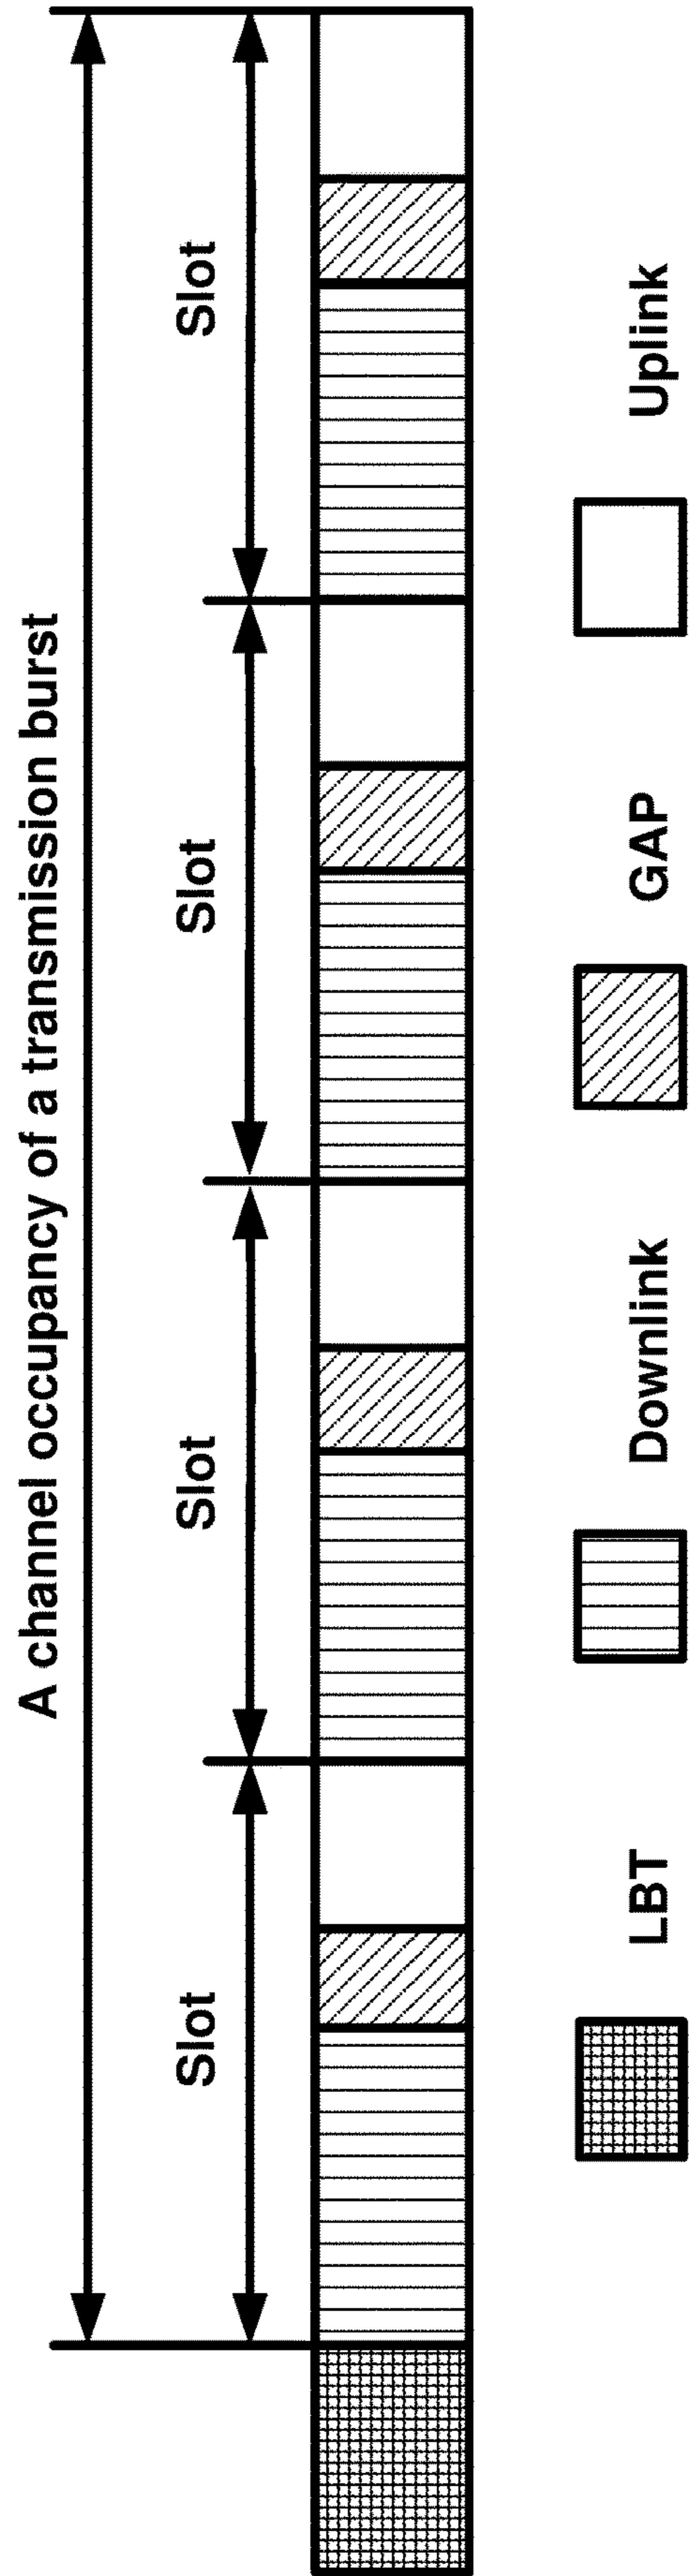 A channel occupancy of a transmission burst
Slot
Slot
Slot
Slot
LBT
Downlink
GAP
Uplink